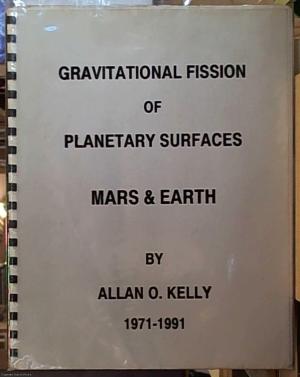 GRAVITATIONAL FISSION
OF
PLANETARY SURFACES
MARS & EARTH
BY
ALLAN O. KELLY
1971-1991